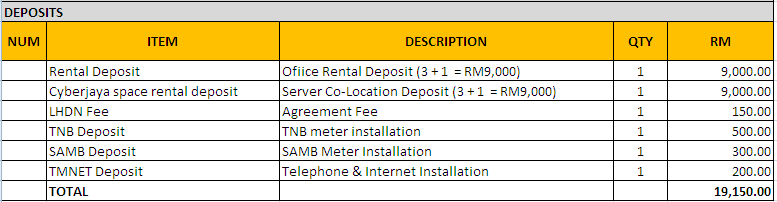 DEPOSITS
NUM ITEM DESCRIPTION QTY RM
Rental Deposit Ofiice Rental Deposit (3 + 1 = RM9,000) 1 9,000.00
Cyberjaya space rental deposit Server Co-Location Deposit (3 + 1 = RM9,000) 1 9,000.00
LHDN Fee Agreement Fee 1 150.00
TNB Deposit TNB meter installation 1 500.00
SAMB Deposit SAMB Meter Installation 1 300.00
TMNET Deposit Telephone & Internet Installation 1 200.00
TOTAL 19,150.00